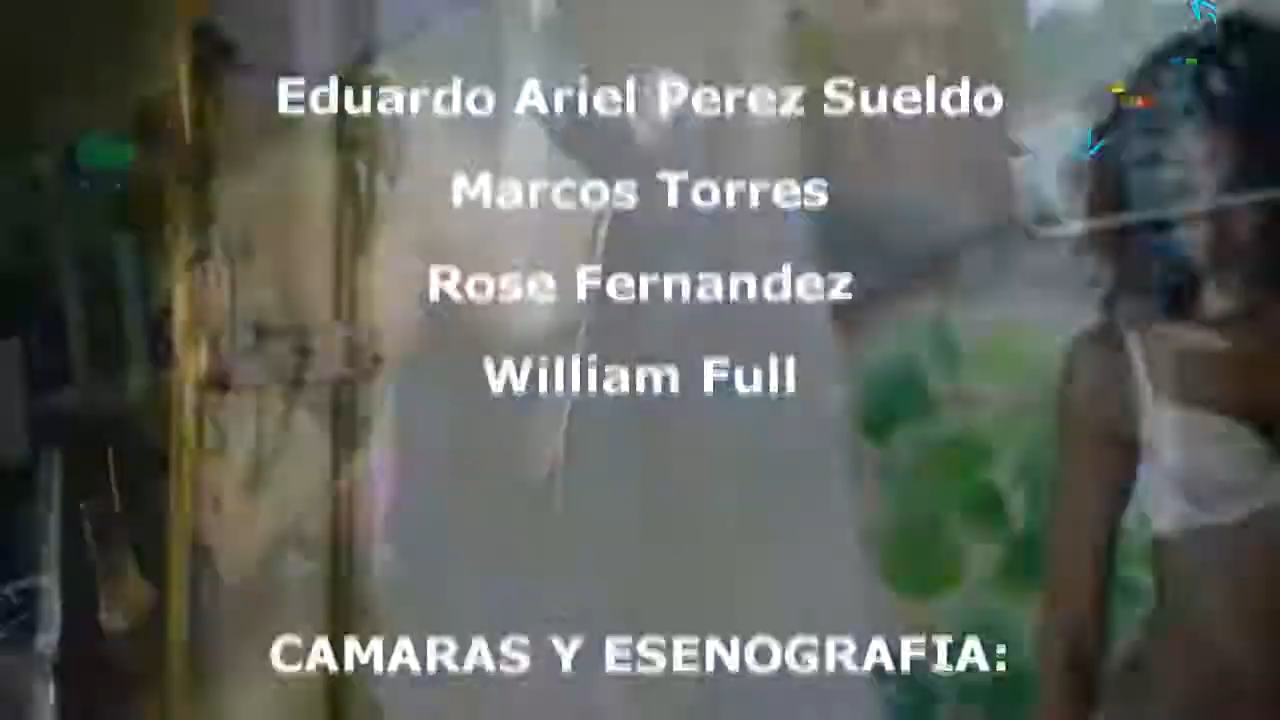 Eduardo Ariel Perez Sueldo
Marcos Torres
Rose Fernandez
William Full
CAMARAS Y ESENOGRAFIA: